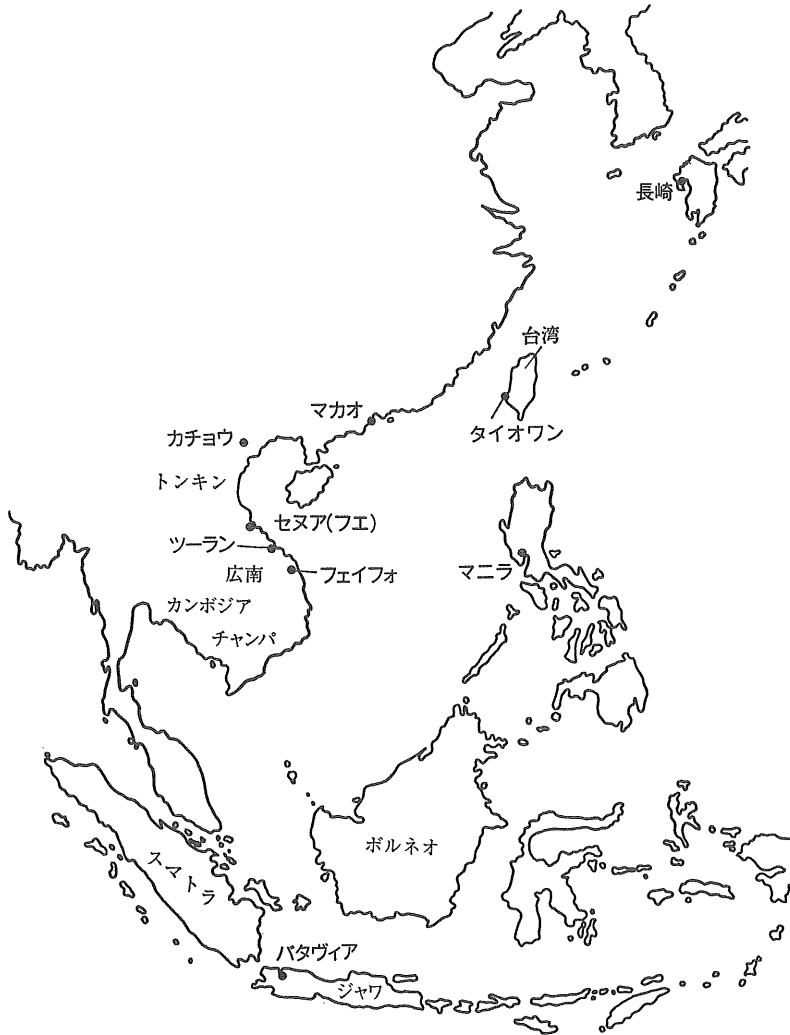 長崎
台湾
マカオ
タイオワン
カチョウ
トンキン
セヌア(フエ)
ツーラン
マニラ
広南
フェイフォ
カンボジア
チャンパ
ボルネオ
スマトラ
バタヴィア
ジャワ